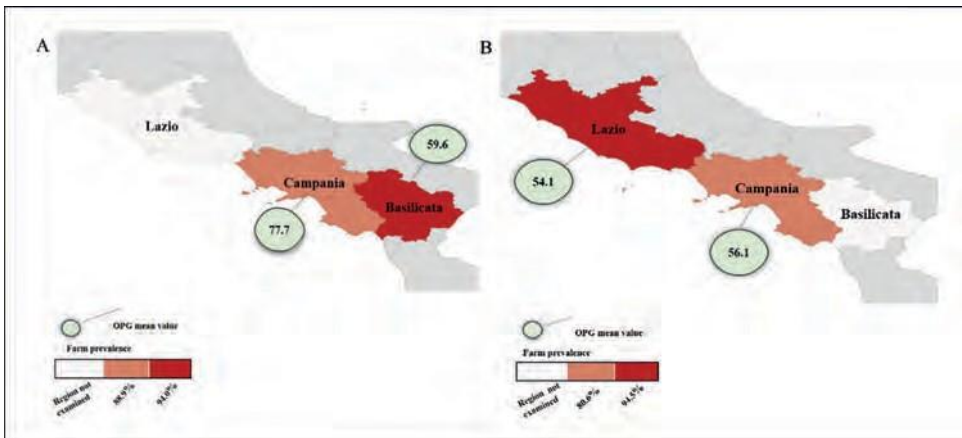 A
Lazio
59.6
Campania
Basilicata
77.7
OPG mean value
Farm prevalence
Region not
examined
88.9%
94.0%
B
Lazio
54.1
Campania
Basilicata
56.1
OPG mean value
Farm prevalence
Region not
examined
80.0%
94.5%